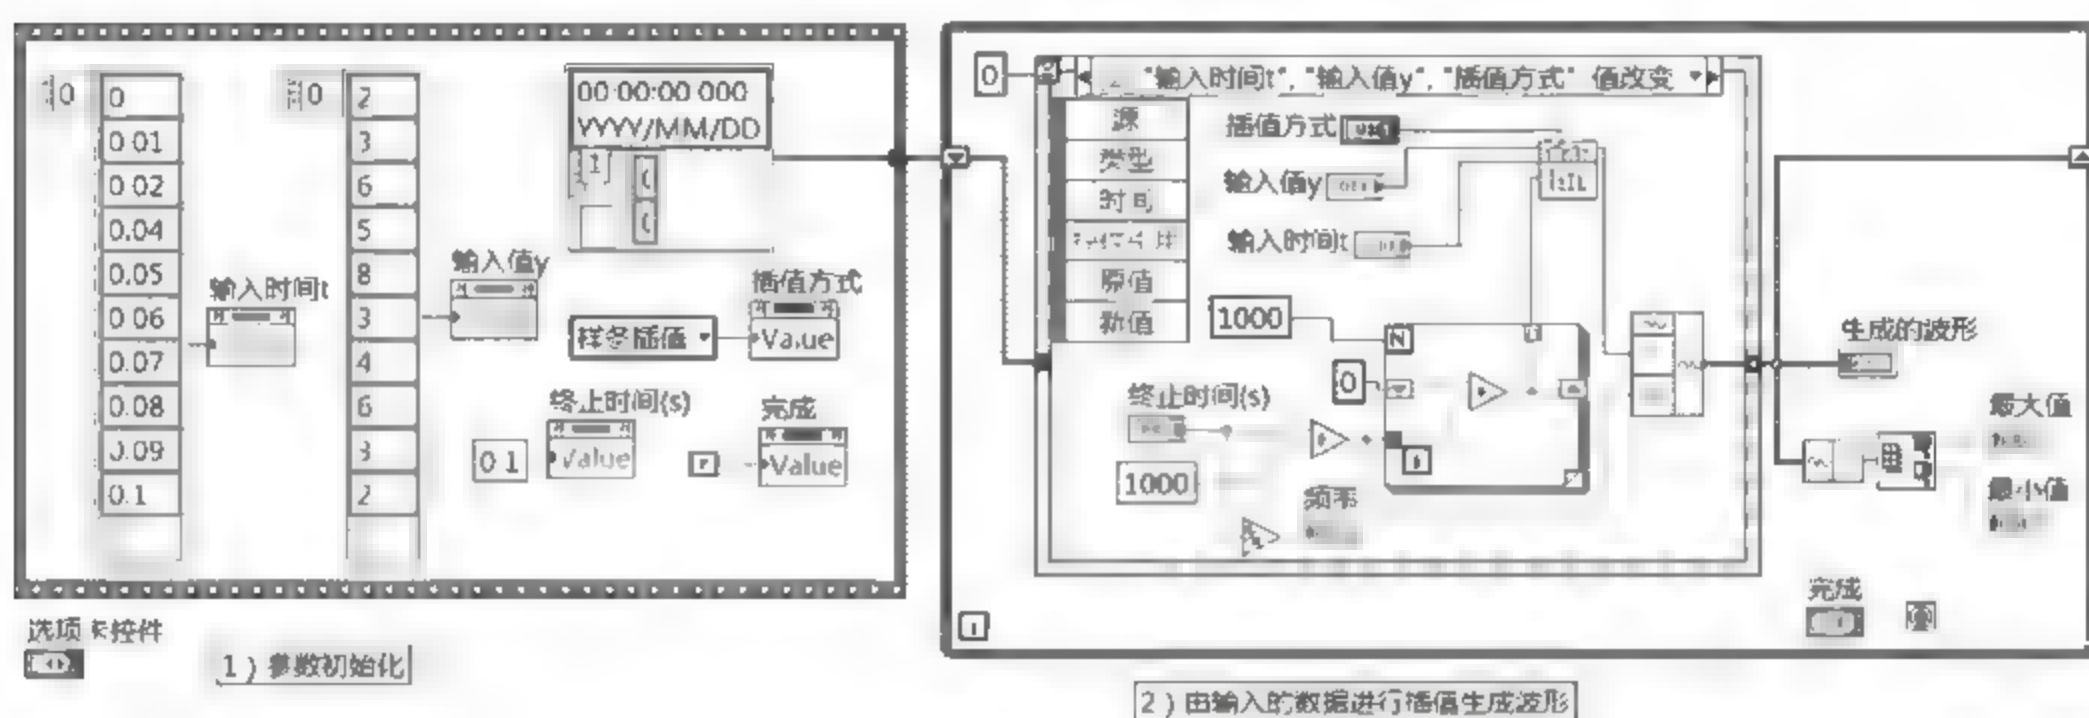 0
0
0.01
0.02
0.04
0.05
0.06
0.07
0.08
0.09
0.1
输入时间t
0
2
3
6
5
8
3
4
6
3
2
输入值y
00:00:00.000
YYYY/MM/DD
1
样条插值
插值方式
Value
终止时间(s)
0.1
Value
完成
F
Value
选项卡控件
1）参数初始化
0
"输入时间t", "输入值y", "插值方式" 值改变
源
类型
时间
原值
新值
插值方式
输入值y
输入时间t
1000
N
0
i
终止时间(s)
1000
频率
生成的波形
最大值
最小值
完成
i
2）由输入的数据进行插值生成波形